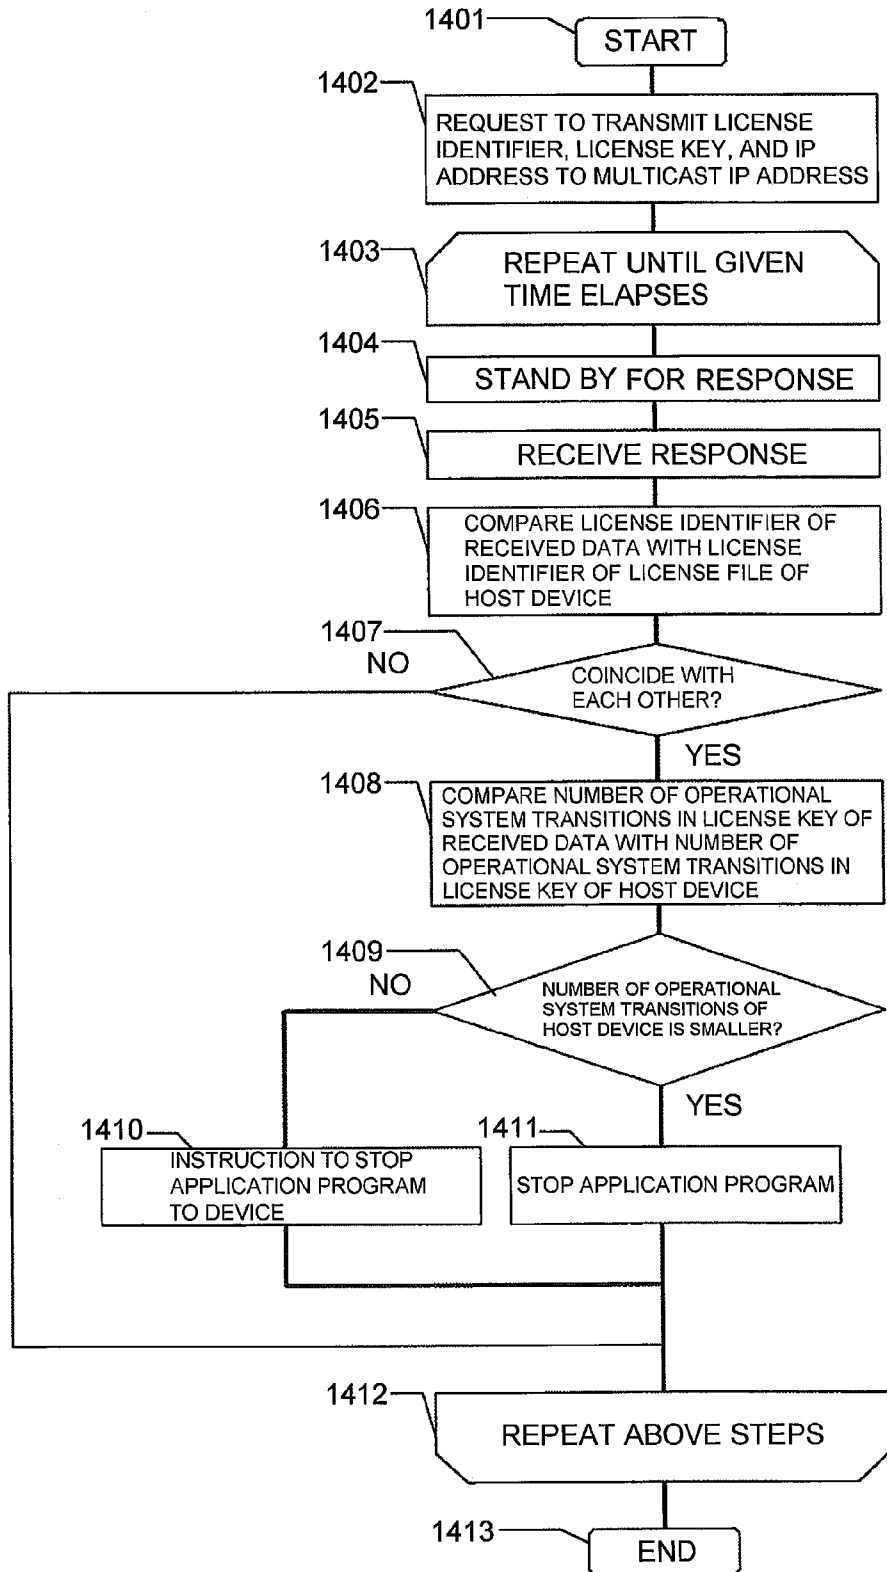 1401
START
1402
REQUEST TO TRANSMIT LICENSE
IDENTIFIER, LICENSE KEY, AND IP
ADDRESS TO MULTICAST IP ADDRESS
1403
REPEAT UNTIL GIVEN
TIME ELAPSES
1404
STAND BY FOR RESPONSE
1405
RECEIVE RESPONSE
1406
COMPARE LICENSE IDENTIFIER OF
RECEIVED DATA WITH LICENSE
IDENTIFIER OF LICENSE FILE OF
HOST DEVICE
1407
NO
COINCIDE WITH
EACH OTHER?
YES
1408
COMPARE NUMBER OF OPERATIONAL
SYSTEM TRANSITIONS IN LICENSE KEY OF
RECEIVED DATA WITH NUMBER OF
OPERATIONAL SYSTEM TRANSITIONS IN
LICENSE KEY OF HOST DEVICE
1409
NO
NUMBER OF OPERATIONAL
SYSTEM TRANSITIONS OF
HOST DEVICE IS SMALLER?
YES
1410
INSTRUCTION TO STOP
APPLICATION PROGRAM
TO DEVICE
1411
STOP APPLICATION PROGRAM
1412
REPEAT ABOVE STEPS
1413
END